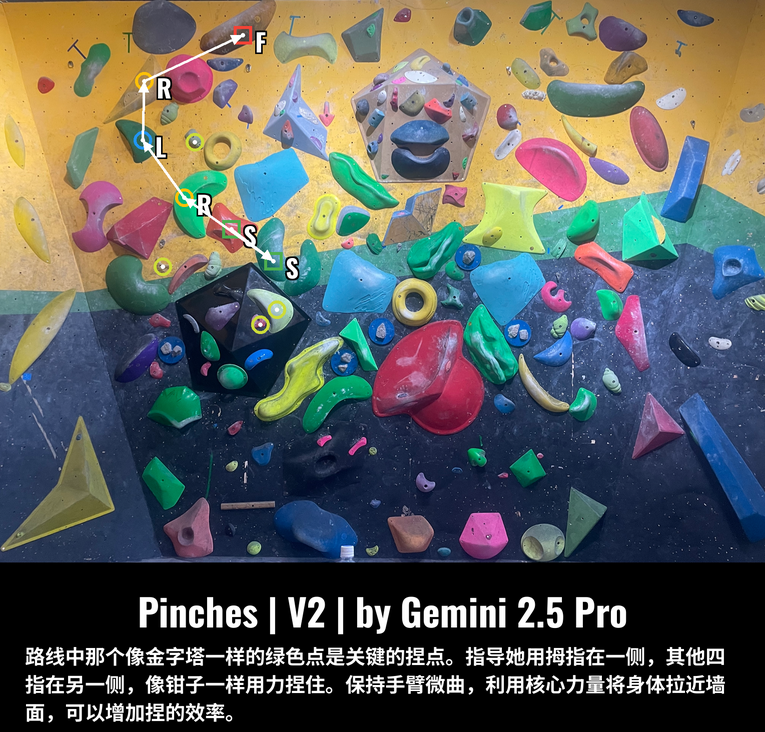 F
R
L
R
S
S
Pinches | V2 | by Gemini 2.5 Pro
路线中那个像金字塔一样的绿色点是关键的捏点。指导她用拇指在一侧，其他四
指在另一侧，像钳子一样用力捏住。保持手臂微曲，利用核心力量将身体拉近墙
面，可以增加捏的效率。